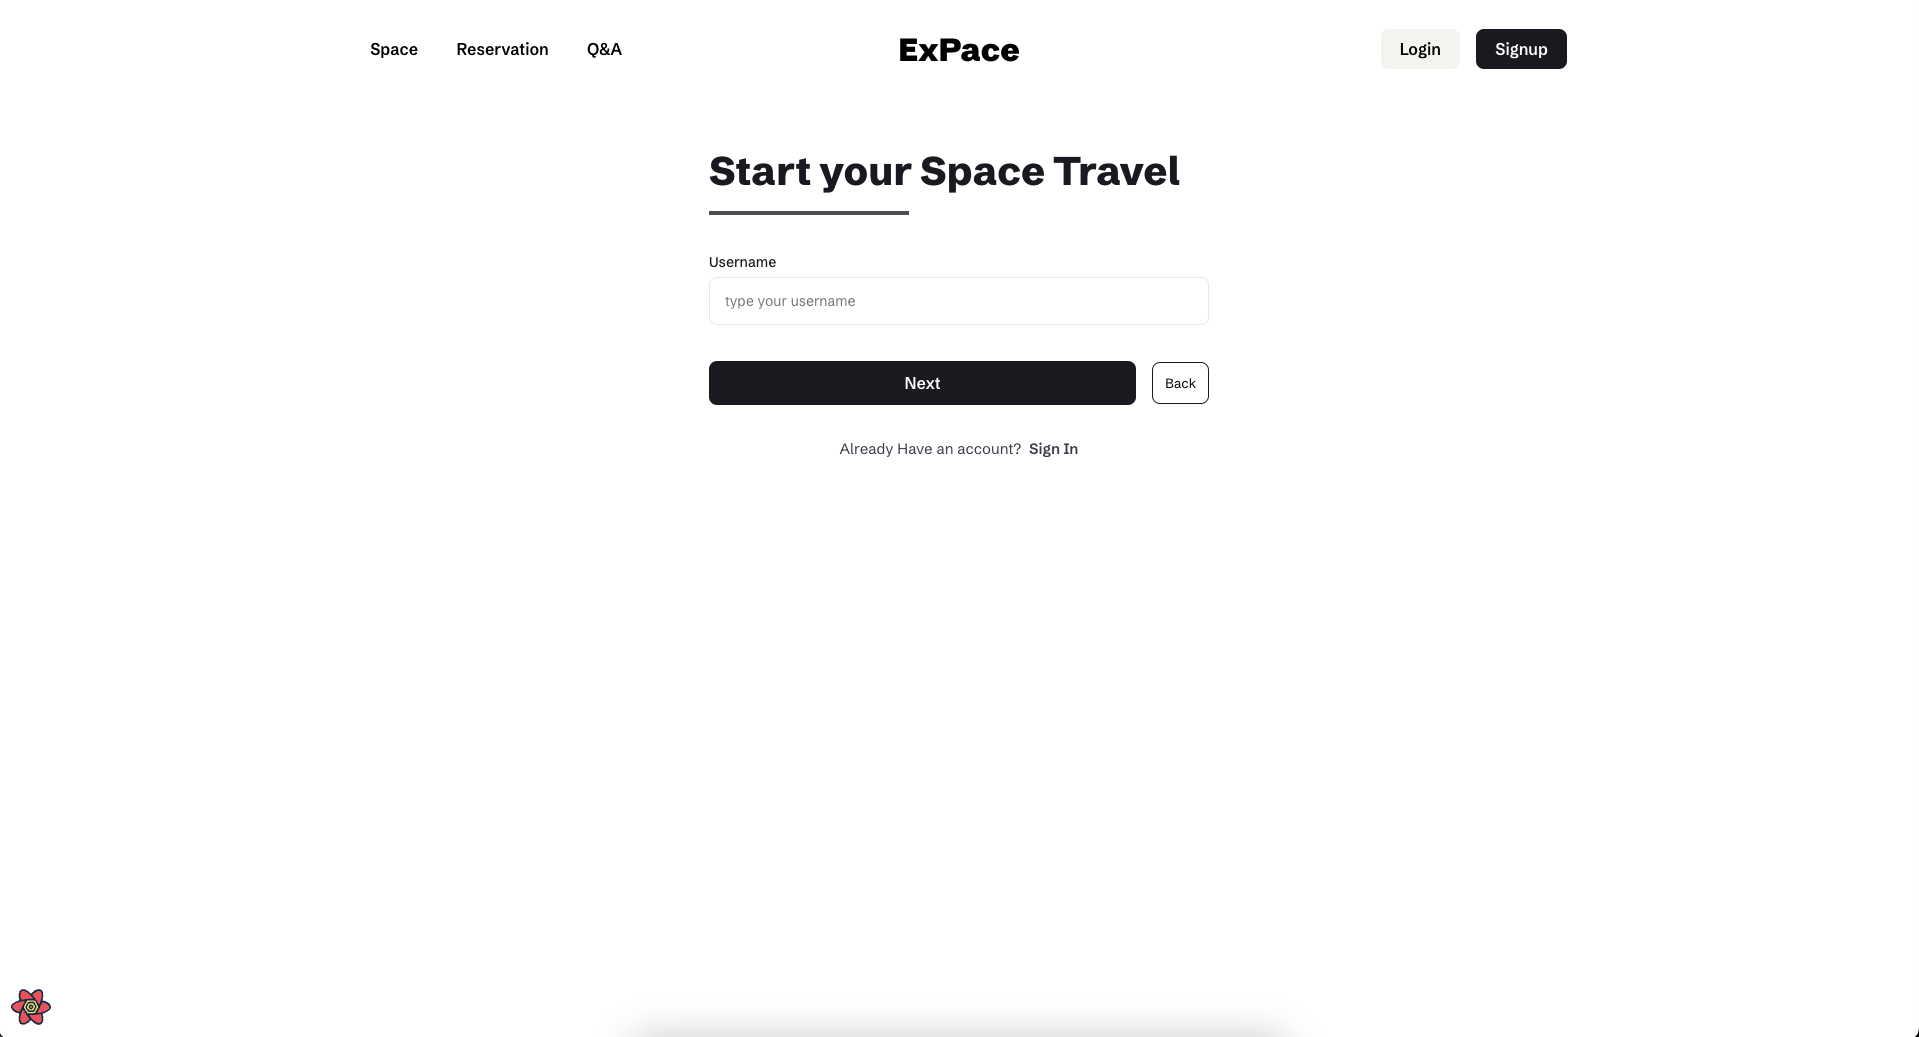 Space Reservation Q&A ExPace Login Signup
Start your Space Travel
Username
type your username
Next Back
Already Have an account? Sign In